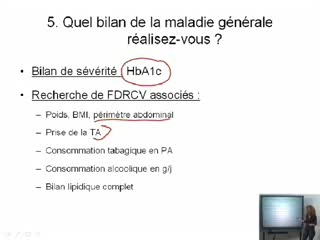 5. Quel bilan de la maladie générale
réalisez-vous ?
• Bilan de sévérité : HbA1c
• Recherche de FDRCV associés :
– Poids, BMI, périmètre abdominal
– Prise de la TA
– Consommation tabagique en PA
– Consommation alcoolique en g/j
– Bilan lipidique complet